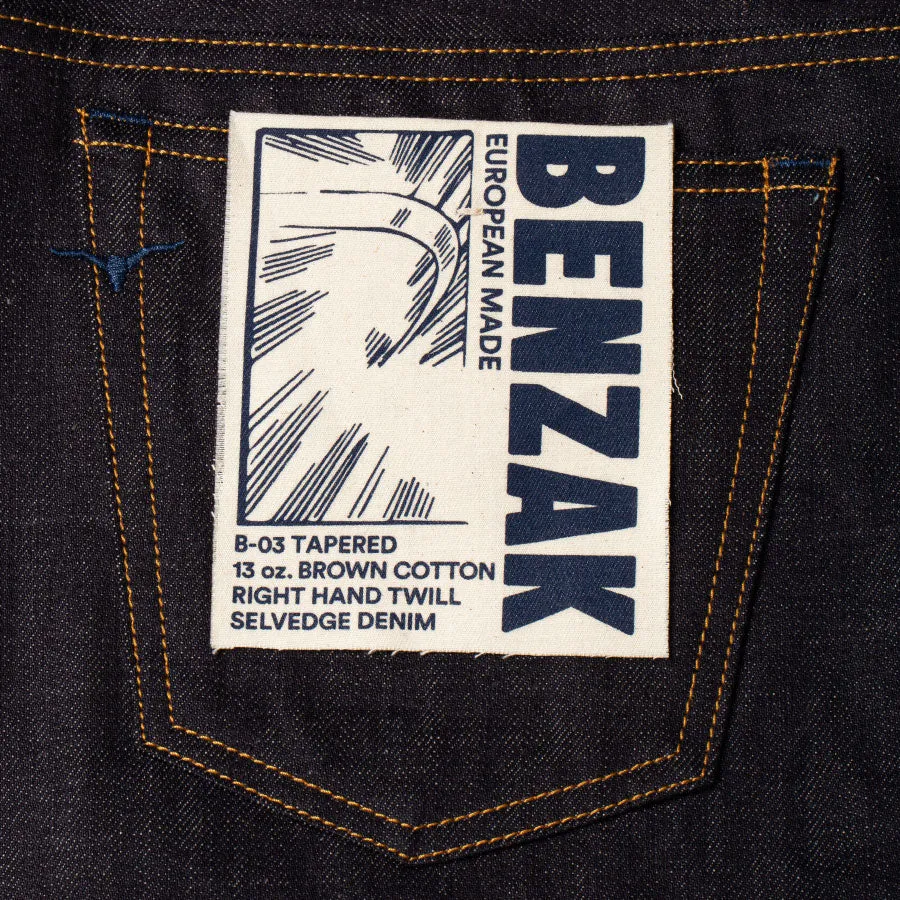 BENZAK
EUROPEAN MADE
B-03 TAPERED
13 oz. BROWN COTTON
RIGHT HAND TWILL
SELVEDGE DENIM